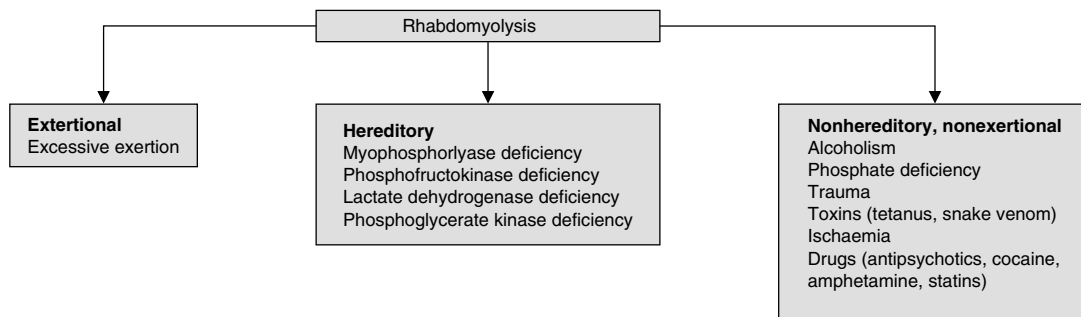 Rhabdomyolysis
Extertional
Excessive exertion
Hereditory
Myophosphorlyase deficiency
Phosphofructokinase deficiency
Lactate dehydrogenase deficiency
Phosphoglycerate kinase deficiency
Nonhereditory, nonexertional
Alcoholism
Phosphate deficiency
Trauma
Toxins (tetanus, snake venom)
Ischaemia
Drugs (antipsychotics, cocaine,
amphetamine, statins)